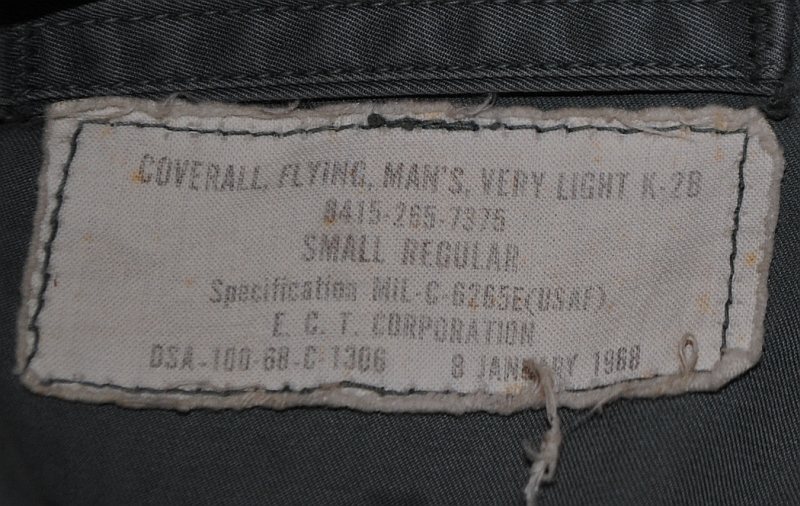 COVERALL, FLYING, MAN'S, VERY LIGHT K-2B
8415-265-7375
SMALL REGULAR
Specification MIL-C-6265E(USAF)
E. C. T. CORPORATION
DSA-100-68-C-1306 8 JANUARY 1968